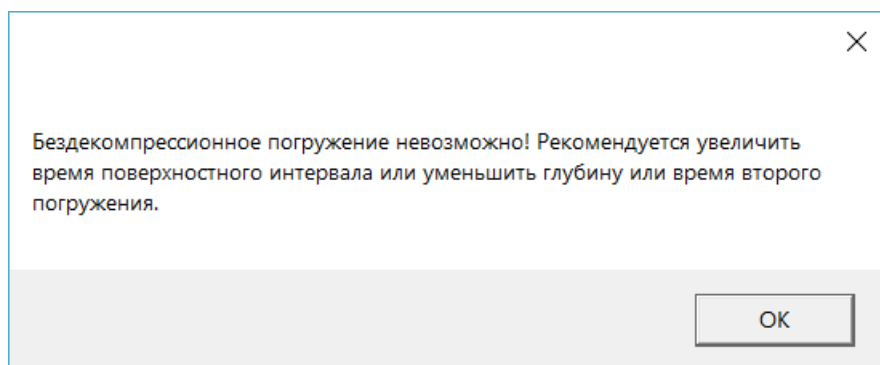 Бездекомпрессионное погружение невозможно! Рекомендуется увеличить
время поверхностного интервала или уменьшить глубину или время второго
погружения.
OK